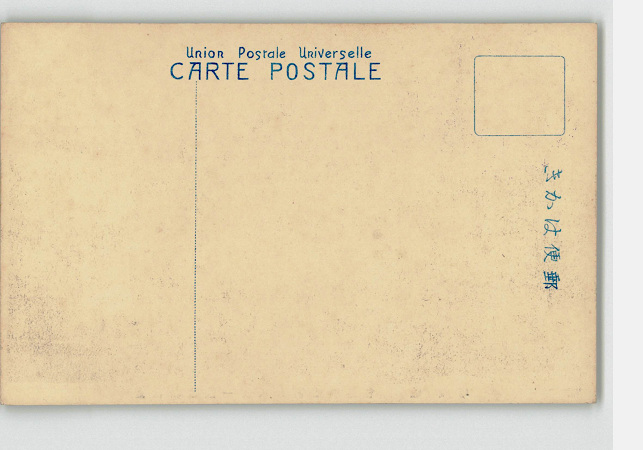 Union Postale Universelle
CARTE POSTALE
郵便はかき